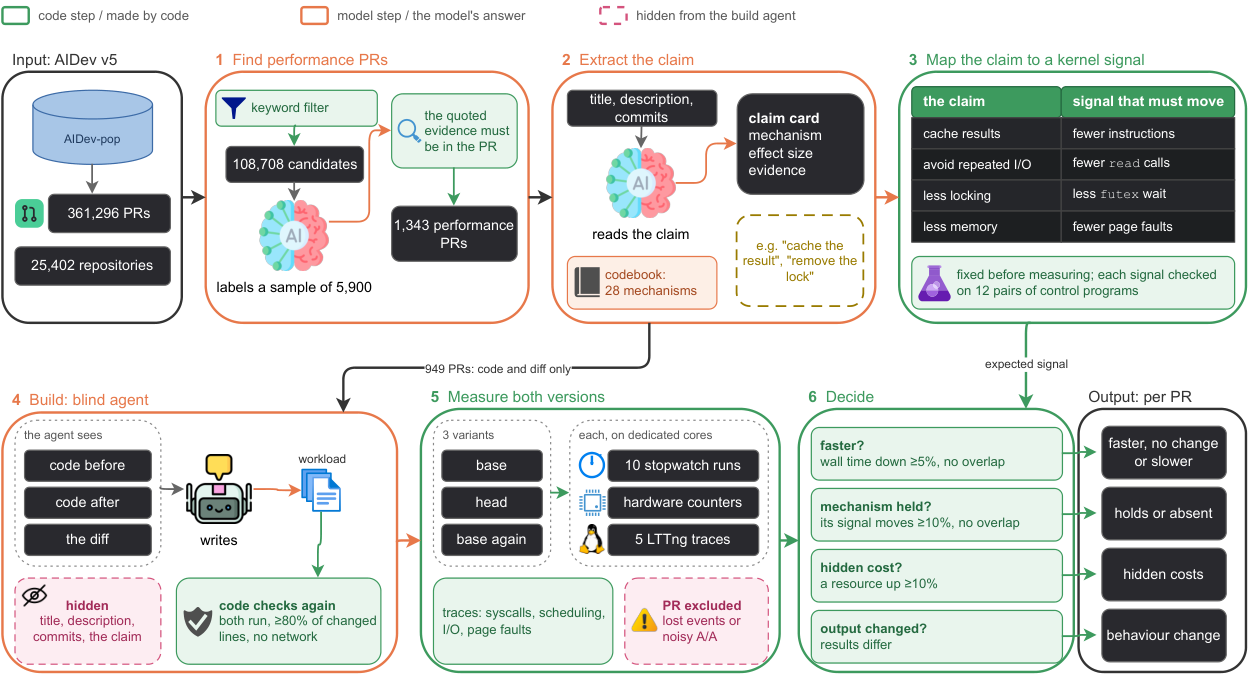 code step / made by code
model step / the model's answer
hidden from the build agent
Input: AIDev v5
AIDev-pop
361,296 PRs
25,402 repositories
1 Find performance PRs
keyword filter
108,708 candidates
AI
labels a sample of 5,900
the quoted
evidence must
be in the PR
1,343 performance
PRs
2 Extract the claim
title, description,
commits
AI
reads the claim
codebook:
28 mechanisms
claim card
mechanism
effect size
evidence
e.g. "cache the
result", "remove the
lock"
3 Map the claim to a kernel signal
the claim
signal that must move
cache results
fewer instructions
avoid repeated I/O
fewer read calls
less locking
less futex wait
less memory
fewer page faults
fixed before measuring; each signal checked
on 12 pairs of control programs
949 PRs: code and diff only
expected signal
4 Build: blind agent
the agent sees
code before
code after
the diff
writes
workload
hidden
title, description,
commits, the claim
code checks again
both run, ≥80% of changed
lines, no network
5 Measure both versions
3 variants
base
head
base again
each, on dedicated cores
10 stopwatch runs
hardware counters
5 LTTng traces
traces: syscalls, scheduling,
I/O, page faults
PR excluded
lost events or
noisy A/A
6 Decide
faster?
wall time down ≥5%, no overlap
mechanism held?
its signal moves ≥10%, no overlap
hidden cost?
a resource up ≥10%
output changed?
results differ
Output: per PR
faster, no change
or slower
holds or absent
hidden costs
behaviour change